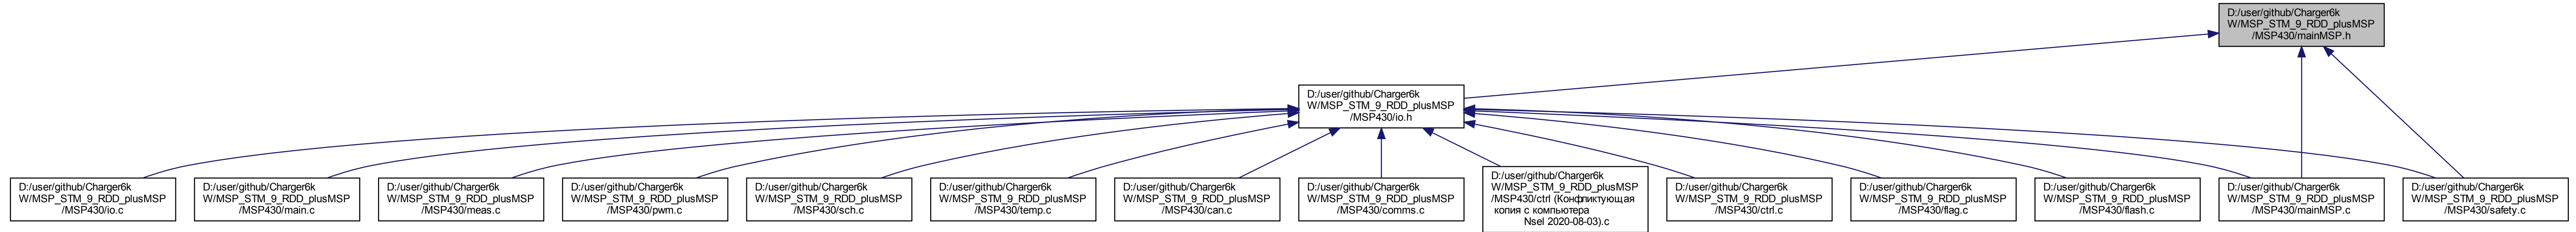 D:/user/github/Charger6k
W/MSP_STM_9_RDD_plusMSP
/MSP430/mainMSP.h
D:/user/github/Charger6k
W/MSP_STM_9_RDD_plusMSP
/MSP430/io.h
D:/user/github/Charger6k
W/MSP_STM_9_RDD_plusMSP
/MSP430/io.c
D:/user/github/Charger6k
W/MSP_STM_9_RDD_plusMSP
/MSP430/main.c
D:/user/github/Charger6k
W/MSP_STM_9_RDD_plusMSP
/MSP430/meas.c
D:/user/github/Charger6k
W/MSP_STM_9_RDD_plusMSP
/MSP430/pwm.c
D:/user/github/Charger6k
W/MSP_STM_9_RDD_plusMSP
/MSP430/sch.c
D:/user/github/Charger6k
W/MSP_STM_9_RDD_plusMSP
/MSP430/temp.c
D:/user/github/Charger6k
W/MSP_STM_9_RDD_plusMSP
/MSP430/can.c
D:/user/github/Charger6k
W/MSP_STM_9_RDD_plusMSP
/MSP430/comms.c
D:/user/github/Charger6k
W/MSP_STM_9_RDD_plusMSP
/MSP430/ctrl (Конфликтующая
копия с компьютера
Nsel 2020-08-03).c
D:/user/github/Charger6k
W/MSP_STM_9_RDD_plusMSP
/MSP430/ctrl.c
D:/user/github/Charger6k
W/MSP_STM_9_RDD_plusMSP
/MSP430/flag.c
D:/user/github/Charger6k
W/MSP_STM_9_RDD_plusMSP
/MSP430/flash.c
D:/user/github/Charger6k
W/MSP_STM_9_RDD_plusMSP
/MSP430/mainMSP.c
D:/user/github/Charger6k
W/MSP_STM_9_RDD_plusMSP
/MSP430/safety.c